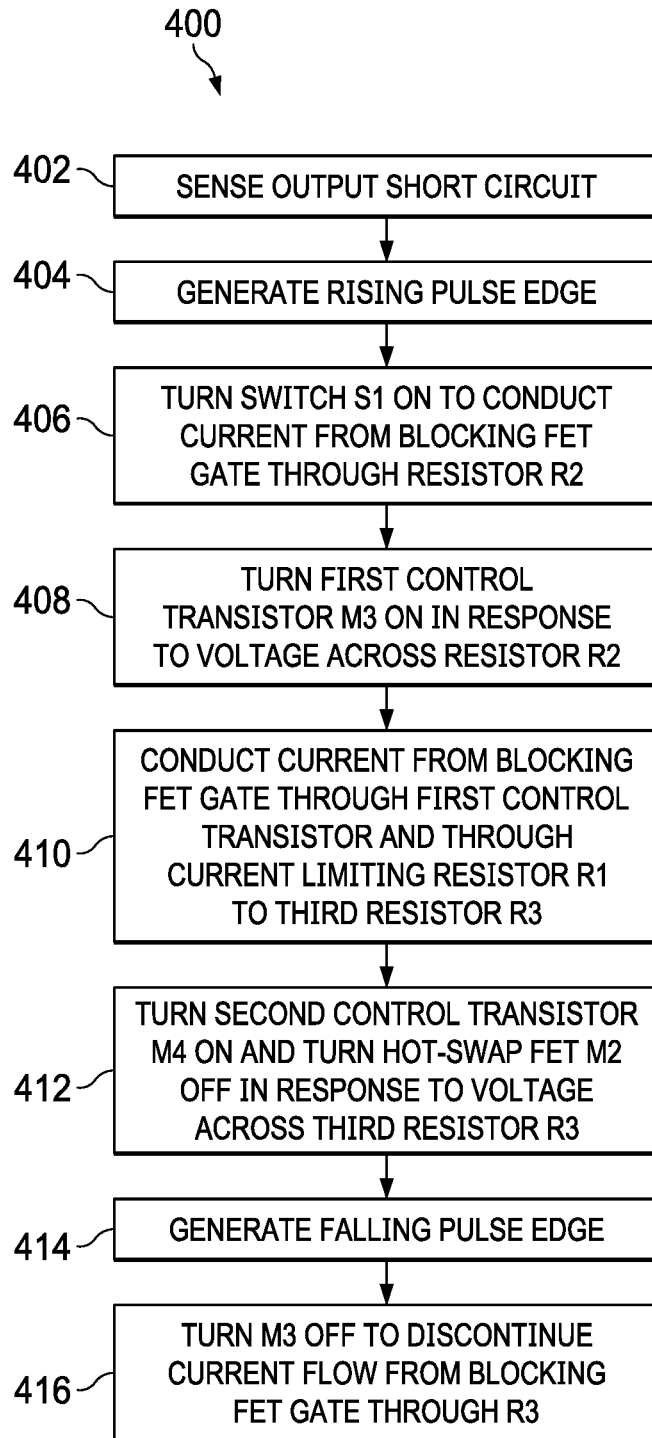 400
402
SENSE OUTPUT SHORT CIRCUIT
404
GENERATE RISING PULSE EDGE
406
TURN SWITCH S1 ON TO CONDUCT
CURRENT FROM BLOCKING FET
GATE THROUGH RESISTOR R2
408
TURN FIRST CONTROL
TRANSISTOR M3 ON IN RESPONSE
TO VOLTAGE ACROSS RESISTOR R2
410
CONDUCT CURRENT FROM BLOCKING
FET GATE THROUGH FIRST CONTROL
TRANSISTOR AND THROUGH
CURRENT LIMITING RESISTOR R1
TO THIRD RESISTOR R3
412
TURN SECOND CONTROL TRANSISTOR
M4 ON AND TURN HOT-SWAP FET M2
OFF IN RESPONSE TO VOLTAGE
ACROSS THIRD RESISTOR R3
414
GENERATE FALLING PULSE EDGE
416
TURN M3 OFF TO DISCONTINUE
CURRENT FLOW FROM BLOCKING
FET GATE THROUGH R3